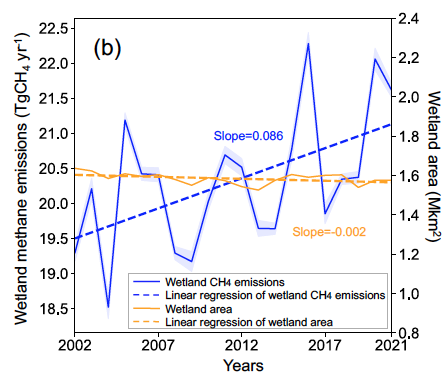 (b)
Wetland methane emissions (TgCH4 yr⁻¹)
22.5
22.0
21.5
21.0
20.5
20.0
19.5
19.0
18.5
Slope=0.086
Slope=-0.002
Wetland CH4 emissions
Linear regression of wetland CH4 emissions
Wetland area
Linear regression of wetland area
2.4
2.2
2.0
1.8
1.6
1.4
1.2
1.0
0.8
Wetland area (Mkm²)
2002 2007 2012 2017 2021
Years